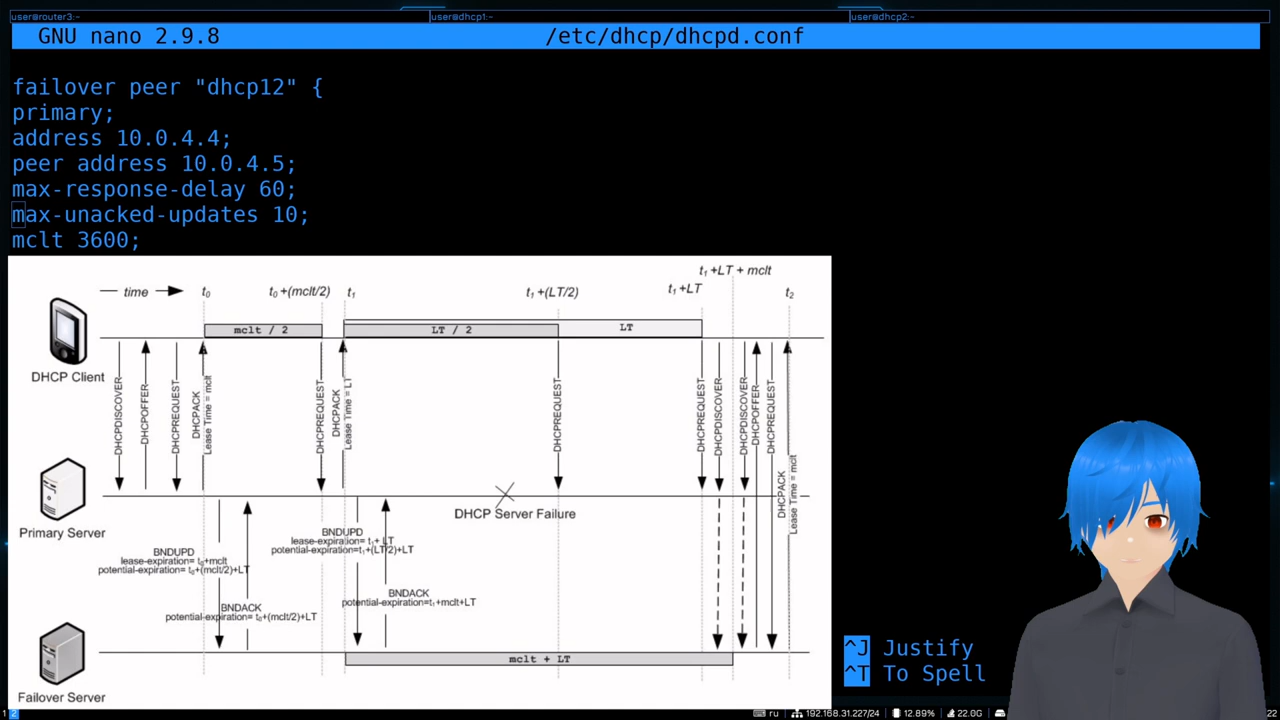 user@router3:~ user@dhcp1:~ user@dhcp2:~
GNU nano 2.9.8 /etc/dhcp/dhcpd.conf
failover peer "dhcp12" {
primary;
address 10.0.4.4;
peer address 10.0.4.5;
max-response-delay 60;
max-unacked-updates 10;
mclt 3600;
t₁ +LT + mclt
time t₀ t₀ +(mclt/2) t₁ t₁ +(LT/2) t₁ +LT t₂
mclt / 2 LT / 2 LT
DHCP Client
DHCPDISCOVER
DHCPOFFER
DHCPREQUEST
DHCPACK
Lease Time = mclt
DHCPREQUEST
DHCPACK
Lease Time = LT
DHCPREQUEST
DHCPREQUEST
DHCPDISCOVER
DHCPDISCOVER
DHCPOFFER
DHCPREQUEST
DHCPACK
Lease Time = mclt
Primary Server
DHCP Server Failure
BNDUPD
lease-expiration= t₀+mclt
potential-expiration= t₀+(mclt/2)+LT
BNDUPD
lease-expiration= t₁+ LT
potential-expiration=t₁+(LT/2)+LT
BNDACK
potential-expiration=t₀+(mclt/2)+LT
BNDACK
potential-expiration=t₁+mclt+LT
mclt + LT
Failover Server
^J Justify
^T To Spell
1 2 ru 192.168.31.227/24 12.89% 22.0G 22